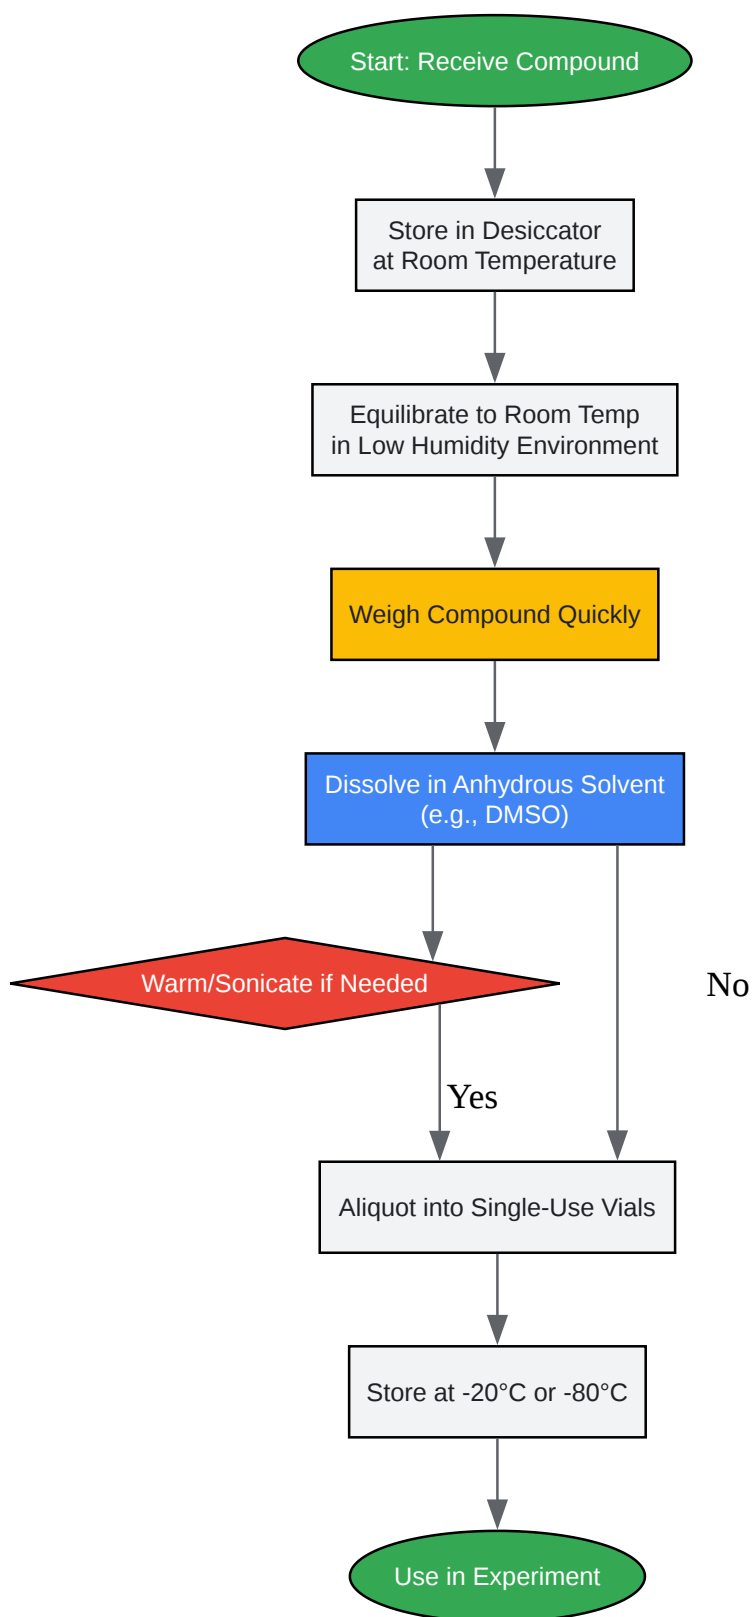 Start: Receive Compound
Store in Desiccator
at Room Temperature
Equilibrate to Room Temp
in Low Humidity Environment
Weigh Compound Quickly
Dissolve in Anhydrous Solvent
(e.g., DMSO)
Warm/Sonicate if Needed
No
Yes
Aliquot into Single-Use Vials
Store at -20°C or -80°C
Use in Experiment